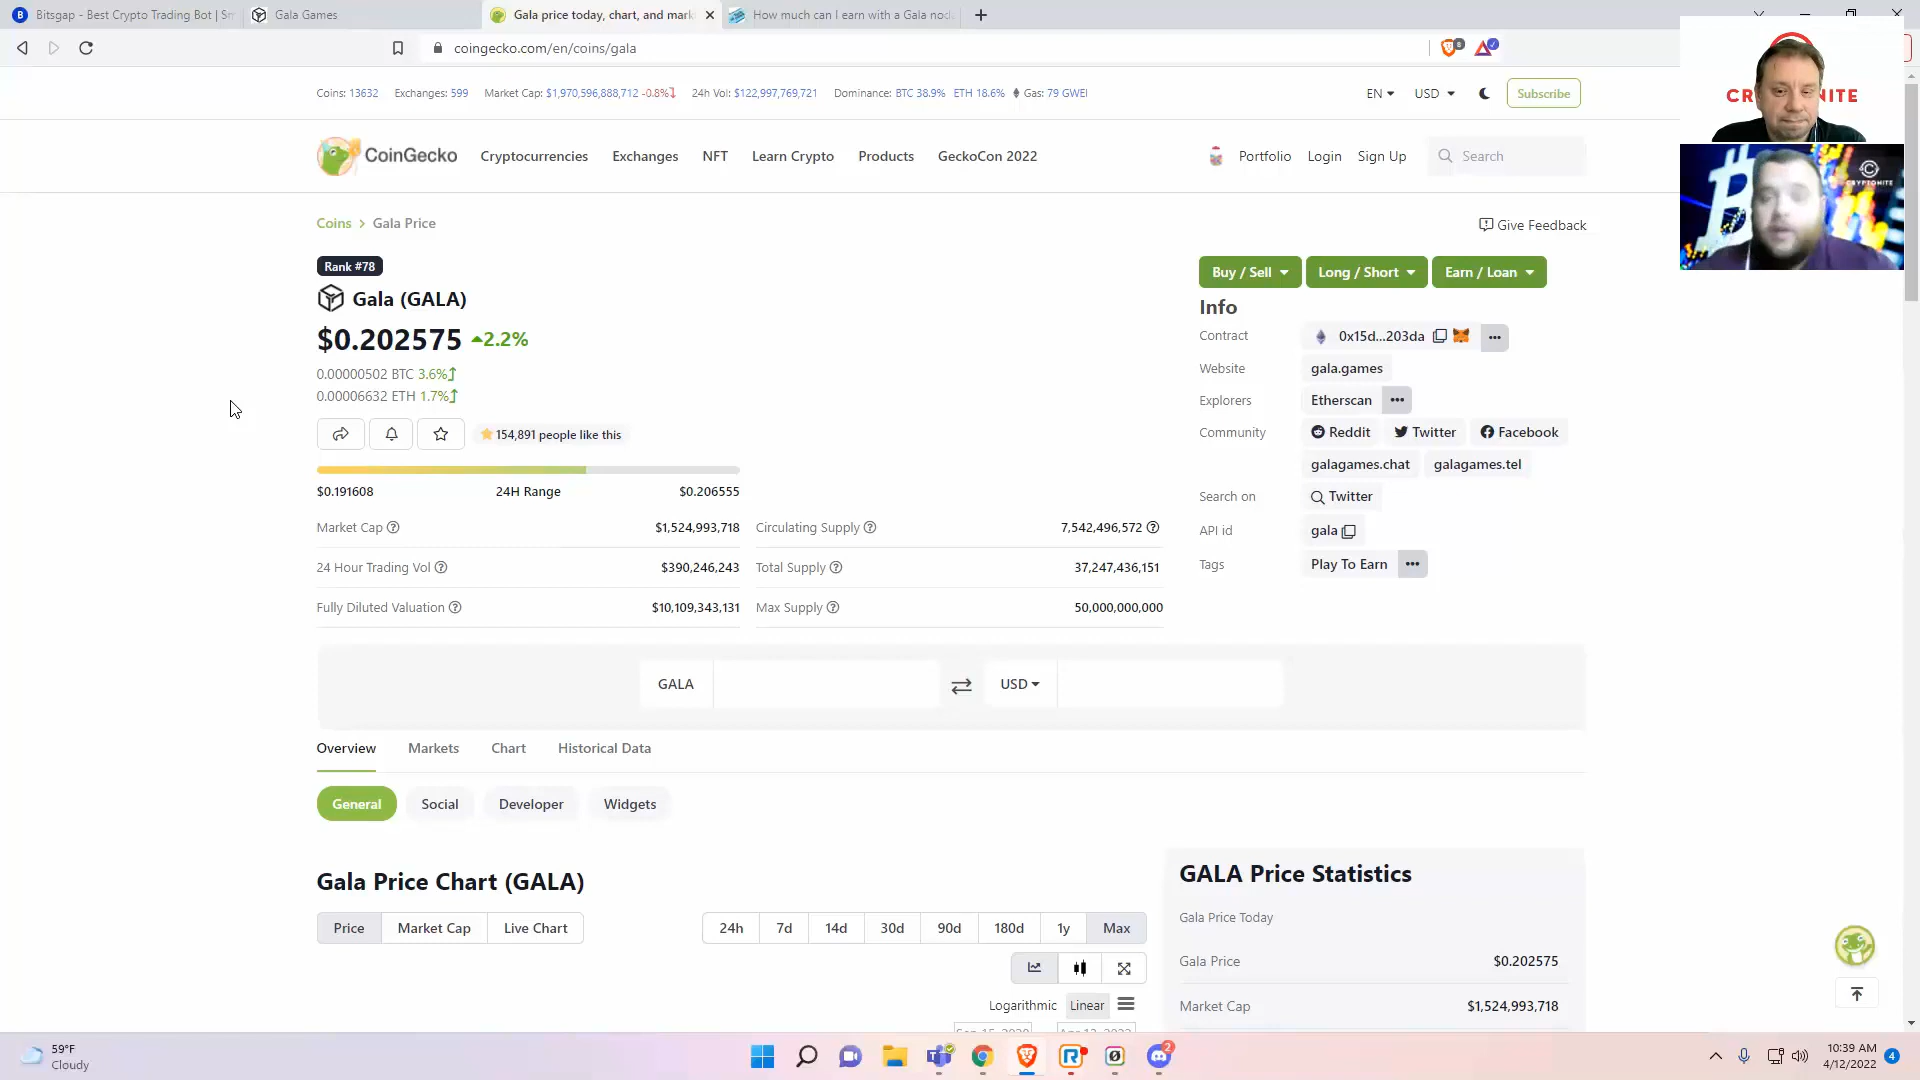 Bitsgap - Best Crypto Trading Bot | Sm
Gala Games
Gala price today, chart, and mark
How much can I earn with a Gala nod
coingecko.com/en/coins/gala
Coins: 13632 Exchanges: 599 Market Cap: $1,970,596,888,712 -0.8% 24h Vol: $122,997,769,721 Dominance: BTC 38.9% ETH 18.6% Gas: 79 GWEI
EN USD Subscribe
CoinGecko Cryptocurrencies Exchanges NFT Learn Crypto Products GeckoCon 2022 Portfolio Login Sign Up Search
Coins > Gala Price
Give Feedback
Rank #78
Gala (GALA)
$0.202575 2.2%
0.00000502 BTC 3.6%
0.00006632 ETH 1.7%
154,891 people like this
$0.191608 24H Range $0.206555
Market Cap $1,524,993,718
24 Hour Trading Vol $390,246,243
Fully Diluted Valuation $10,109,343,131
Circulating Supply 7,542,496,572
Total Supply 37,247,436,151
Max Supply 50,000,000,000
Buy / Sell Long / Short Earn / Loan
Info
Contract 0x15d...203da
Website gala.games
Explorers Etherscan
Community Reddit Twitter Facebook
galagames.chat galagames.tel
Search on Twitter
API id gala
Tags Play To Earn
GALA USD
Overview Markets Chart Historical Data
General Social Developer Widgets
Gala Price Chart (GALA)
Price Market Cap Live Chart
24h 7d 14d 30d 90d 180d 1y Max
Logarithmic Linear
GALA Price Statistics
Gala Price Today
Gala Price $0.202575
Market Cap $1,524,993,718
CRYPTOMITE
59°F
Cloudy
2
10:39 AM
4/12/2022
4